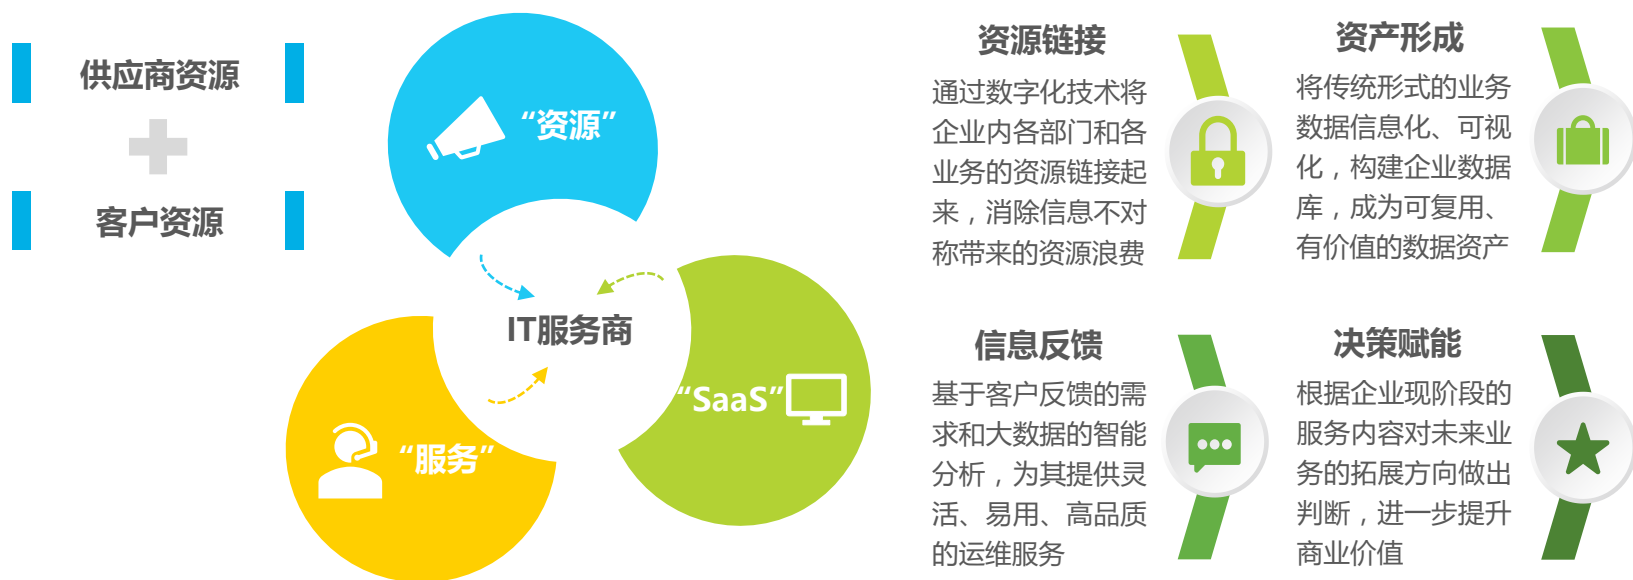 供应商资源
客户资源
“资源”
IT服务商
“SaaS”
“服务”
资源链接
通过数字化技术将
企业内各部门和各
业务的资源链接起
来，消除信息不对
称带来的资源浪费
资产形成
将传统形式的业务
数据信息化、可视
化，构建企业数据
库，成为可复用、
有价值的数据资产
信息反馈
基于客户反馈的需
求和大数据的智能
分析，为其提供灵
活、易用、高品质
的运维服务
决策赋能
根据企业现阶段的
服务内容对未来业
务的拓展方向做出
判断，进一步提升
商业价值